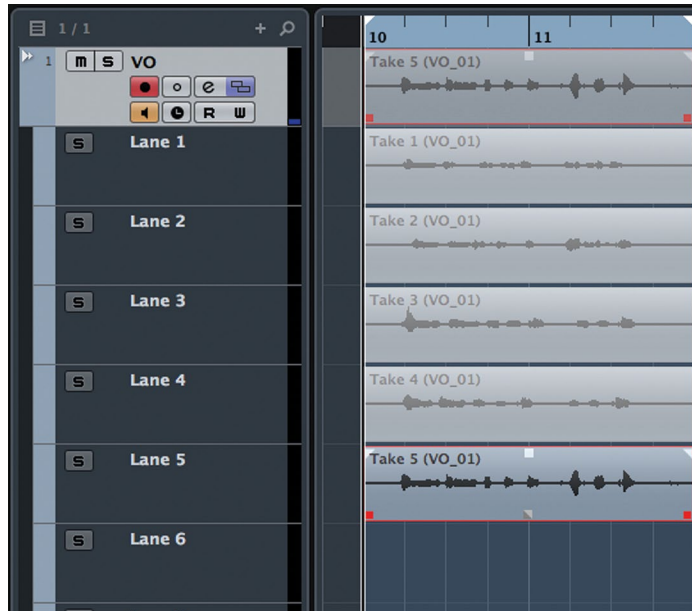 1 / 1 +
10 11
1 m S VO
Take 5 (VO_01)
e
R W
S Lane 1
Take 1 (VO_01)
S Lane 2
Take 2 (VO_01)
S Lane 3
Take 3 (VO_01)
S Lane 4
Take 4 (VO_01)
S Lane 5
Take 5 (VO_01)
S Lane 6